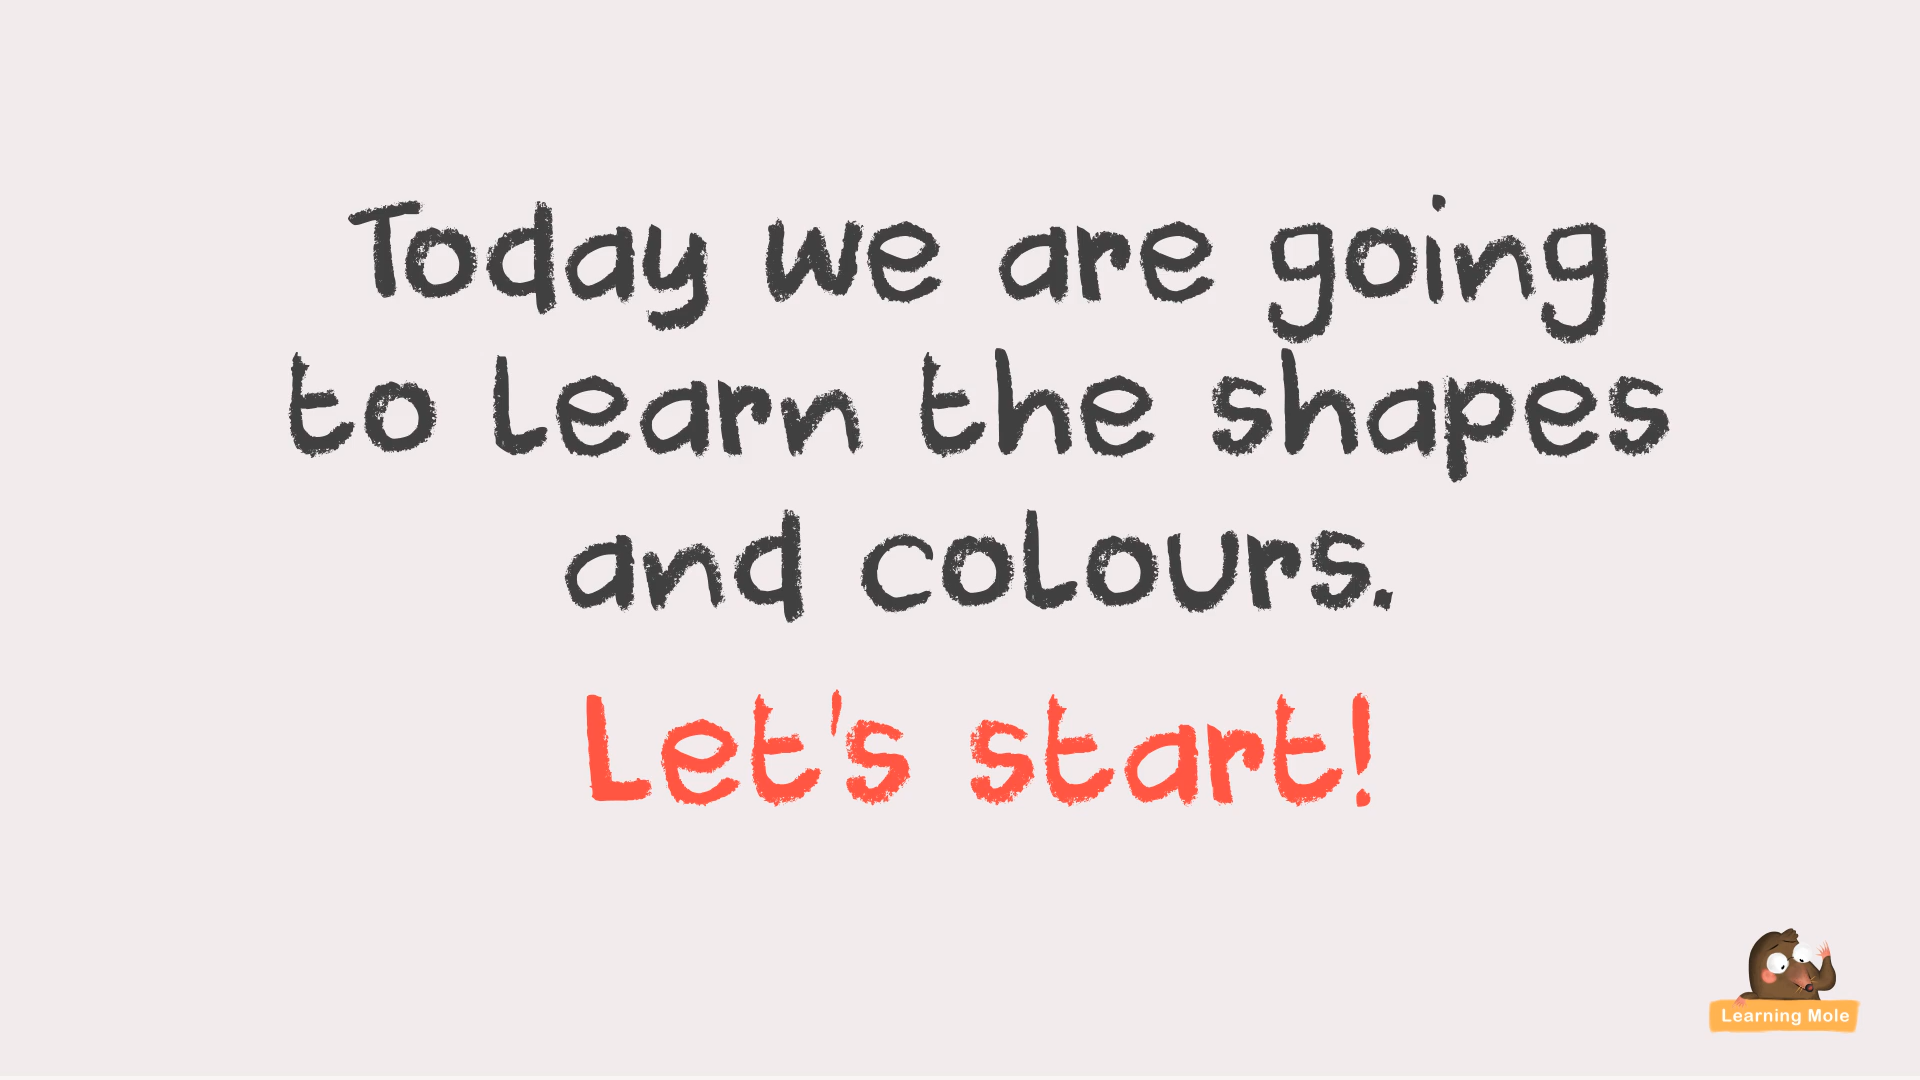 Today we are going
to learn the shapes
and colours.
Let's start!
Learning Mole